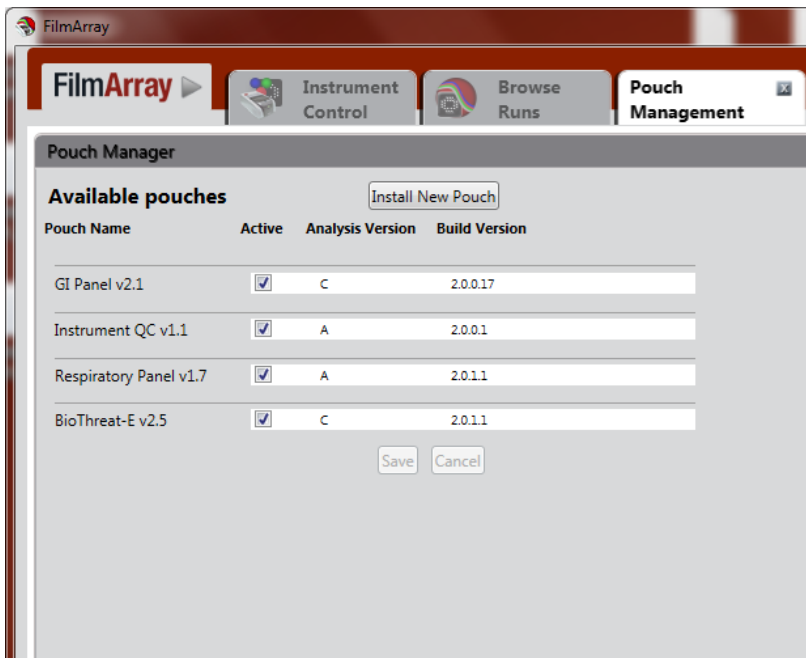 FilmArray
FilmArray
Instrument Control
Browse Runs
Pouch Management
Pouch Manager
Available pouches Install New Pouch
Pouch Name Active Analysis Version Build Version
GI Panel v2.1 C 2.0.0.17
Instrument QC v1.1 A 2.0.0.1
Respiratory Panel v1.7 A 2.0.1.1
BioThreat-E v2.5 C 2.0.1.1
Save Cancel